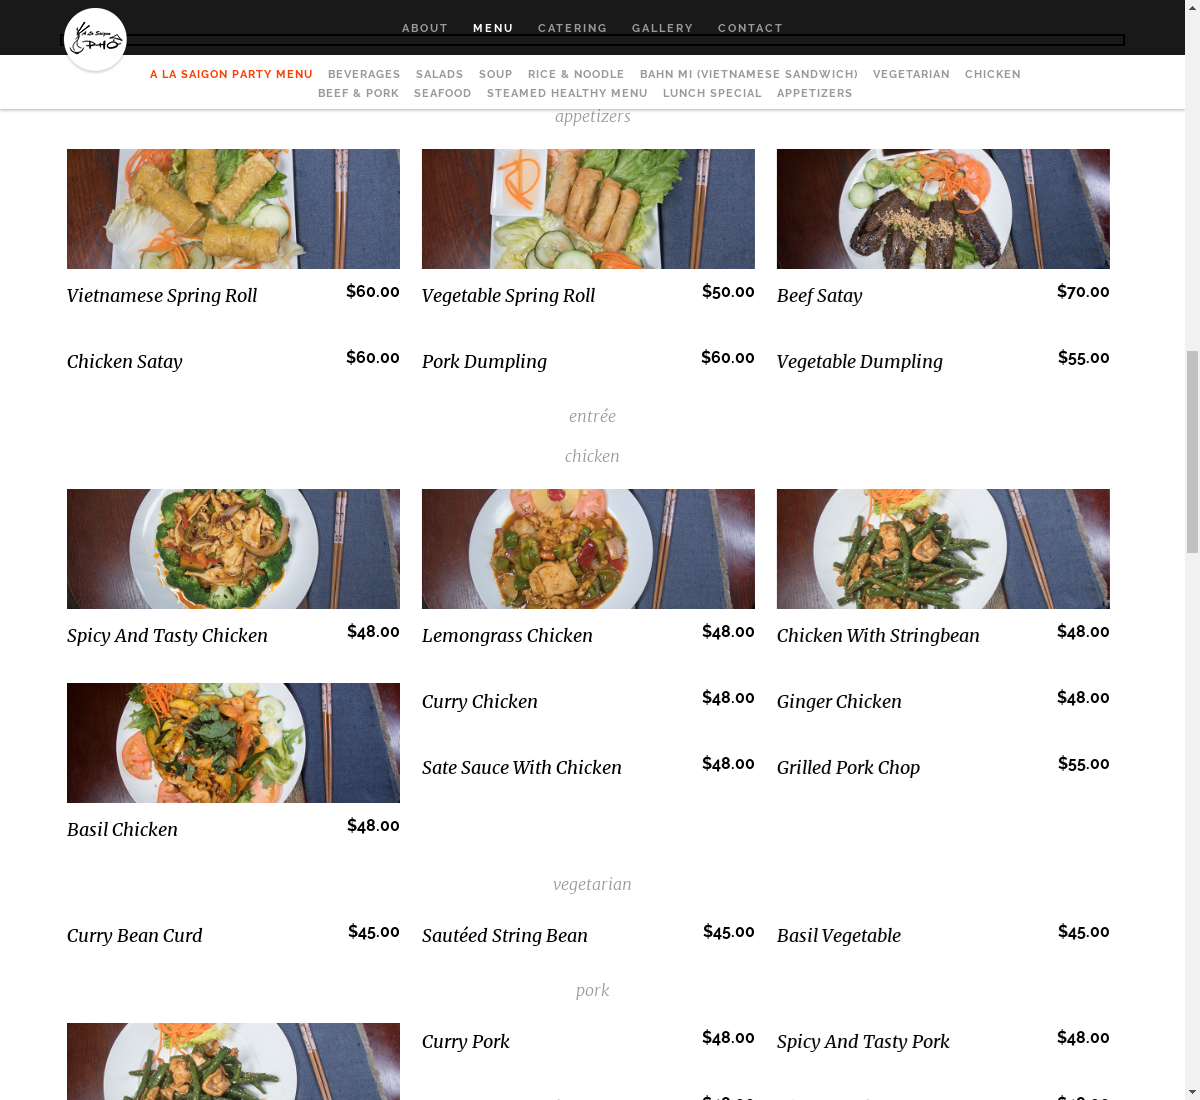 A La Saigon
PHO
ABOUT MENU CATERING GALLERY CONTACT
A LA SAIGON PARTY MENU BEVERAGES SALADS SOUP RICE & NOODLE BAHN MI (VIETNAMESE SANDWICH) VEGETARIAN CHICKEN
BEEF & PORK SEAFOOD STEAMED HEALTHY MENU LUNCH SPECIAL APPETIZERS
appetizers
Vietnamese Spring Roll $60.00 Vegetable Spring Roll $50.00 Beef Satay $70.00
Chicken Satay $60.00 Pork Dumpling $60.00 Vegetable Dumpling $55.00
entrée
chicken
Spicy And Tasty Chicken $48.00 Lemongrass Chicken $48.00 Chicken With Stringbean $48.00
Curry Chicken $48.00 Ginger Chicken $48.00
Sate Sauce With Chicken $48.00 Grilled Pork Chop $55.00
Basil Chicken $48.00
vegetarian
Curry Bean Curd $45.00 Sautéed String Bean $45.00 Basil Vegetable $45.00
pork
Curry Pork $48.00 Spicy And Tasty Pork $48.00